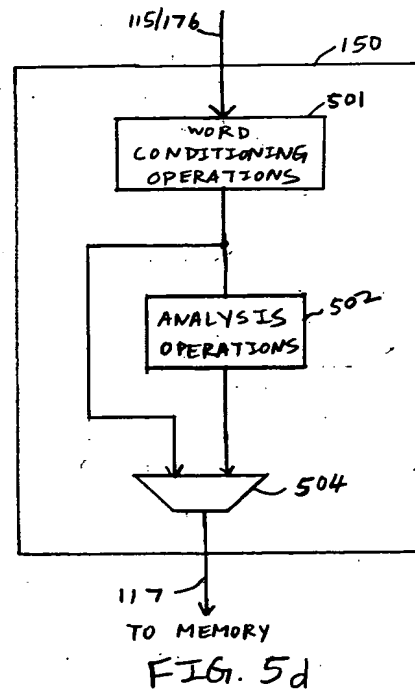 115/176
150
501
WORD
CONDITIONING
OPERATIONS
502
ANALYSIS
OPERATIONS
504
117
TO MEMORY
FIG. 5d